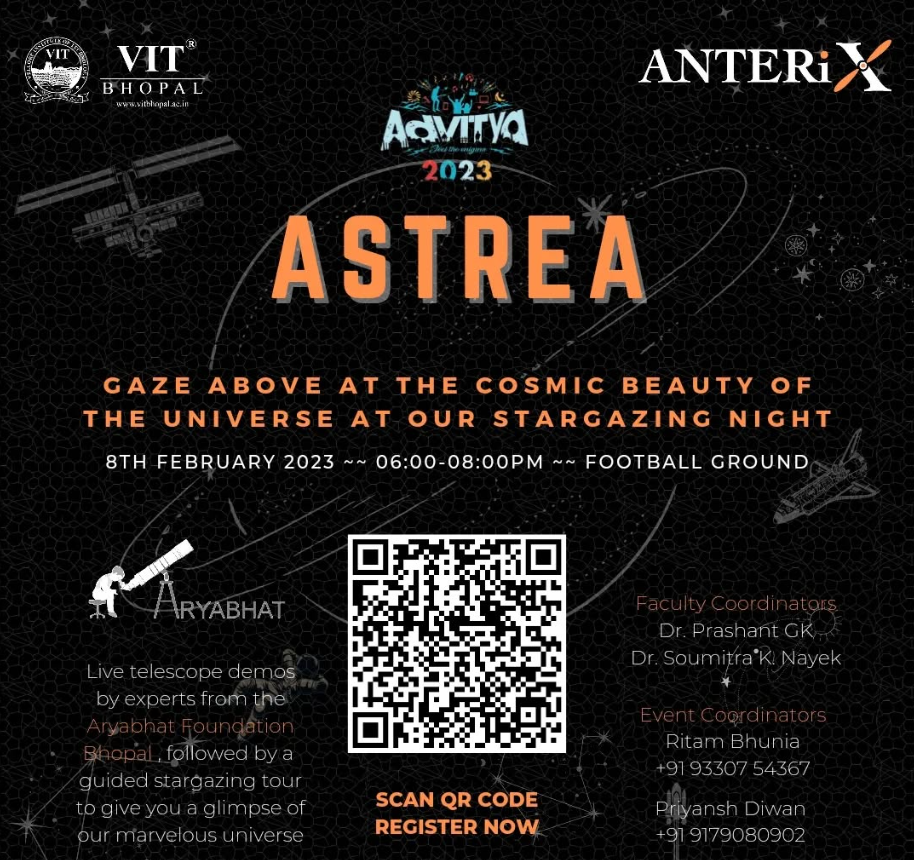 VIT
VIT®
BHOPAL
www.vitbhopal.ac.in
ANTERiX
AdVITYA
2023
ASTREA
GAZE ABOVE AT THE COSMIC BEAUTY OF
THE UNIVERSE AT OUR STARGAZING NIGHT
8TH FEBRUARY 2023 ~~ 06:00-08:00PM ~~ FOOTBALL GROUND
ARYABHAT
Live telescope demos
by experts from the
Aryabhat Foundation
Bhopal , followed by a
guided stargazing tour
to give you a glimpse of
our marvelous universe
SCAN QR CODE
REGISTER NOW
Faculty Coordinators
Dr. Prashant GK
Dr. Soumitra K. Nayek
Event Coordinators
Ritam Bhunia
+91 93307 54367
Priyansh Diwan
+91 9179080902